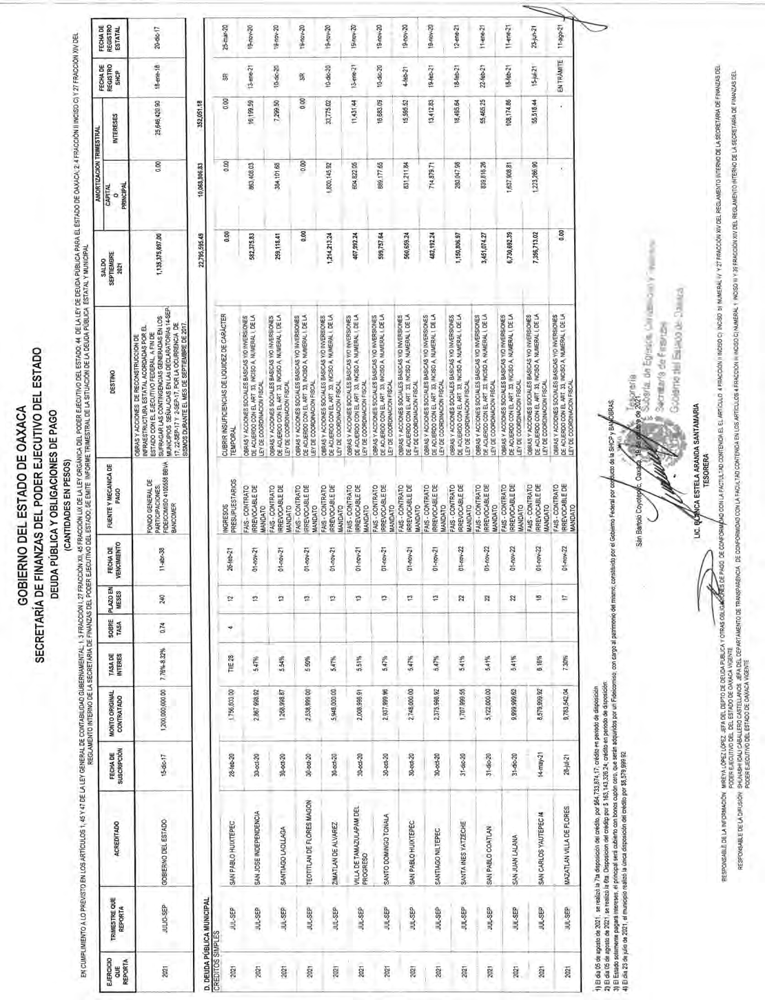 GOBIERNO DEL ESTADO DE OAXACA
SECRETARÍA DE FINANZAS DEL PODER EJECUTIVO DEL ESTADO
DEUDA PÚBLICA Y OBLIGACIONES DE PAGO
(CANTIDADES EN PESOS)
EN CUMPLIMIENTO A LO PREVISTO EN LOS ARTÍCULOS 1, 45 Y 47 DE LA LEY GENERAL DE CONTABILIDAD GUBERNAMENTAL; 1, 3 FRACCIÓN I, 27 FRACCIÓN XII, 45 FRACCIÓN LIX DE LA LEY ORGÁNICA DEL PODER EJECUTIVO DEL ESTADO, 44 DE LA LEY DE DEUDA PÚBLICA PARA EL ESTADO DE OAXACA; 2, 4 FRACCIÓN II INCISO C) Y 27 FRACCIÓN XIV DEL
REGLAMENTO INTERNO DE LA SECRETARÍA DE FINANZAS DEL PODER EJECUTIVO DEL ESTADO, SE EMITE INFORME TRIMESTRAL DE LA SITUACIÓN DE LA DEUDA PÚBLICA ESTATAL Y MUNICIPAL
EJERCICIO QUE REPORTA | TRIMESTRE QUE REPORTA | ACREDITADO | FECHA DE SUSCRIPCIÓN | MONTO ORIGINAL CONTRATADO | TASA DE INTERES | SOBRE TASA | PLAZO EN MESES | FECHA DE VENCIMIENTO | FUENTE Y MECANICA DE PAGO | DESTINO | SALDO SEPTIEMBRE 2021 | AMORTIZACION TRIMESTRAL | CAPITAL O PRINCIPAL | INTERESES | FECHA DE REGISTRO SHCP | FECHA DE REGISTRO ESTATAL
2021 | JULIO-SEP | GOBIERNO DEL ESTADO | 15-dic-17 | 1,200,000,000.00 | 7.76%-8.32% | 0.74 | 240 | 11-abr-38 | FONDO GENERAL DE PARTICIPACIONES, FIDEICOMISO 4100558 BBVA BANCOMER | OBRAS Y ACCIONES DE RECONSTRUCCION DE INFRAESTRUCTURA ESTATAL ACORDADAS POR EL ESTADO CON EL EJECUTIVO FEDERAL, A FIN DE SUFRAGAR LAS CONTINGENCIAS GENERADAS EN LOS MUNICIPIOS SEÑALADAS EN LAS DECLARATORIAS 14-SEP-17, 22-SEP-17 Y 2-SEP-17, POR LA OCURRENCIA DE SISMOS DURANTE EL MES DE SEPTIEMBRE DE 2017. | 1,135,375,697.00 | 0.00 | 25,646,420.90 | 18-ene-18 | 20-dic-17
D. DEUDA PÚBLICA MUNICIPAL | 22,795,595.49 | 10,068,806.83 | 352,051.18
CREDITOS SIMPLES
2021 | JUL-SEP | SAN PABLO HUIXTEPEC | 28-feb-20 | 1,756,803.00 | TIIE 28 | 4 | 12 | 26-feb-21 | INGRESOS PRESUPUESTARIOS | CUBRIR INSUFICIENCIAS DE LIQUIDEZ DE CARÁCTER TEMPORAL | 0.00 | 0.00 | 0.00 | SR | 25-mar-20
2021 | JUL-SEP | SAN JOSE INDEPENDENCIA | 30-oct-20 | 2,867,998.92 | 5.47% | 13 | 01-nov-21 | FAIS - CONTRATO IRREVOCABLE DE MANDATO | OBRAS Y ACCIONES SOCIALES BASICAS Y/O INVERSIONES DE ACUERDO CON EL ART 33, INCISO A, NUMERAL I, DE LA LEY DE COORDINACION FISCAL | 582,375.83 | 863,408.03 | 16,199.59 | 13-ene-21 | 19-nov-20
2021 | JUL-SEP | SANTIAGO LAOLLAGA | 30-oct-20 | 1,268,998.87 | 5.54% | 13 | 01-nov-21 | FAIS - CONTRATO IRREVOCABLE DE MANDATO | OBRAS Y ACCIONES SOCIALES BASICAS Y/O INVERSIONES DE ACUERDO CON EL ART 33, INCISO A, NUMERAL I, DE LA LEY DE COORDINACION FISCAL | 259,118.41 | 384,101.68 | 7,299.50 | 10-dic-20 | 19-nov-20
2021 | JUL-SEP | TEOTITLAN DE FLORES MAGON | 30-oct-20 | 2,538,999.00 | 5.50% | 13 | 01-nov-21 | FAIS - CONTRATO IRREVOCABLE DE MANDATO | OBRAS Y ACCIONES SOCIALES BASICAS Y/O INVERSIONES DE ACUERDO CON EL ART 33, INCISO A, NUMERAL I, DE LA LEY DE COORDINACION FISCAL | 0.00 | 0.00 | 0.00 | SR | 19-nov-20
2021 | JUL-SEP | ZIMATLAN DE ALVAREZ | 30-oct-20 | 5,948,000.00 | 5.47% | 13 | 01-nov-21 | FAIS - CONTRATO IRREVOCABLE DE MANDATO | OBRAS Y ACCIONES SOCIALES BASICAS Y/O INVERSIONES DE ACUERDO CON EL ART 33, INCISO A, NUMERAL I, DE LA LEY DE COORDINACION FISCAL | 1,214,213.24 | 1,800,145.92 | 33,775.02 | 10-dic-20 | 19-nov-20
2021 | JUL-SEP | VILLA DE TAMAZULAPAM DEL PROGRESO | 30-oct-20 | 2,008,998.91 | 5.51% | 13 | 01-nov-21 | FAIS - CONTRATO IRREVOCABLE DE MANDATO | OBRAS Y ACCIONES SOCIALES BASICAS Y/O INVERSIONES DE ACUERDO CON EL ART 33, INCISO A, NUMERAL I, DE LA LEY DE COORDINACION FISCAL | 407,992.24 | 604,822.05 | 11,431.44 | 13-ene-21 | 19-nov-20
2021 | JUL-SEP | SANTO DOMINGO TONALA | 30-oct-20 | 2,937,999.96 | 5.47% | 13 | 01-nov-21 | FAIS - CONTRATO IRREVOCABLE DE MANDATO | OBRAS Y ACCIONES SOCIALES BASICAS Y/O INVERSIONES DE ACUERDO CON EL ART 33, INCISO A, NUMERAL I, DE LA LEY DE COORDINACION FISCAL | 599,757.64 | 889,177.65 | 16,683.09 | 10-dic-20 | 19-nov-20
2021 | JUL-SEP | SAN PABLO HUIXTEPEC | 30-oct-20 | 2,748,000.00 | 5.47% | 13 | 01-nov-21 | FAIS - CONTRATO IRREVOCABLE DE MANDATO | OBRAS Y ACCIONES SOCIALES BASICAS Y/O INVERSIONES DE ACUERDO CON EL ART 33, INCISO A, NUMERAL I, DE LA LEY DE COORDINACION FISCAL | 560,659.24 | 831,211.84 | 15,595.52 | 4-feb-21 | 19-nov-20
2021 | JUL-SEP | SANTIAGO NILTEPEC | 30-oct-20 | 2,375,998.92 | 5.47% | 13 | 01-nov-21 | FAIS - CONTRATO IRREVOCABLE DE MANDATO | OBRAS Y ACCIONES SOCIALES BASICAS Y/O INVERSIONES DE ACUERDO CON EL ART 33, INCISO A, NUMERAL I, DE LA LEY DE COORDINACION FISCAL | 482,192.24 | 714,879.71 | 13,412.83 | 19-feb-21 | 19-nov-20
2021 | JUL-SEP | SANTA INES YATZECHE | 31-dic-20 | 1,707,999.55 | 5.41% | 22 | 01-nov-22 | FAIS - CONTRATO IRREVOCABLE DE MANDATO | OBRAS Y ACCIONES SOCIALES BASICAS Y/O INVERSIONES DE ACUERDO CON EL ART 33, INCISO A, NUMERAL I, DE LA LEY DE COORDINACION FISCAL | 1,150,806.97 | 280,047.98 | 18,495.64 | 18-feb-21 | 12-ene-21
2021 | JUL-SEP | SAN PABLO COATLAN | 31-dic-20 | 5,122,000.00 | 5.41% | 22 | 01-nov-22 | FAIS - CONTRATO IRREVOCABLE DE MANDATO | OBRAS Y ACCIONES SOCIALES BASICAS Y/O INVERSIONES DE ACUERDO CON EL ART 33, INCISO A, NUMERAL I, DE LA LEY DE COORDINACION FISCAL | 3,451,074.27 | 839,816.26 | 55,465.25 | 22-feb-21 | 11-ene-21
2021 | JUL-SEP | SAN JUAN LALANA | 31-dic-20 | 9,999,999.62 | 5.41% | 22 | 01-nov-22 | FAIS - CONTRATO IRREVOCABLE DE MANDATO | OBRAS Y ACCIONES SOCIALES BASICAS Y/O INVERSIONES DE ACUERDO CON EL ART 33, INCISO A, NUMERAL I, DE LA LEY DE COORDINACION FISCAL | 6,730,692.39 | 1,637,908.81 | 108,174.86 | 18-feb-21 | 11-ene-21
2021 | JUL-SEP | SAN CARLOS YAUTEPEC /4 | 14-may-21 | 8,579,999.92 | 6.16% | 18 | 01-nov-22 | FAIS - CONTRATO IRREVOCABLE DE MANDATO | OBRAS Y ACCIONES SOCIALES BASICAS Y/O INVERSIONES DE ACUERDO CON EL ART 33, INCISO A, NUMERAL I, DE LA LEY DE COORDINACION FISCAL | 7,356,713.02 | 1,223,286.90 | 55,518.44 | 15-jul-21 | 23-jun-21
2021 | JUL-SEP | MAZATLAN VILLA DE FLORES | 28-jul-21 | 9,763,542.04 | 7.30% | 17 | 01-nov-22 | FAIS - CONTRATO IRREVOCABLE DE MANDATO | OBRAS Y ACCIONES SOCIALES BASICAS Y/O INVERSIONES DE ACUERDO CON EL ART 33, INCISO A, NUMERAL I, DE LA LEY DE COORDINACION FISCAL | 0.00 | - | - | EN TRÁMITE | 11-ago-21
1) El día 05 de agosto de 2021, se realizó la 7ta disposición del crédito, por $64,733,874.17; crédito en periodo de disposición
2) El día 05 de agosto de 2021, se realizó la 6ta. Disposición del crédito por $ 163,143,326.24; crédito en periodo de disposición.
3) El Estado solamente pagará intereses, el principal será cubierto con bonos cupón cero, que serán adquiridos por un Fideicomiso, con cargo al patrimonio del mismo, constituido por el Gobierno Federal por conducto de la SHCP y BANOBRAS.
4) El día 23 de julio de 2021, el municipio realizó la única disposición del crédito por $8,579,999.92
San Bartolo Coyotepec, Oaxaca, 19 de octubre de 2021
Tesorería
Secretaría de Finanzas
Gobierno del Estado de Oaxaca
LIC. BLANCA ESTELA ARANDA SANTAMARIA
TESORERA
RESPONSABLE DE LA INFORMACIÓN MIREYA LÓPEZ LÓPEZ JEFA DEL DEPTO DE DEUDA PUBLICA Y OTRAS OBLIGACIONES DE PAGO DE CONFORMIDAD CON LA FACTULTAD CONTENIDA EL ARTÍCULO 4 FRACCIÓN II INCISO D) NUMERAL IV Y 27 FRACCIÓN XIV DEL REGLAMENTO INTERNO DE LA SECRETARIA DE FINANZAS DEL
PODER EJECUTIVO DEL DEL ESTADO DE OAXACA VIGENTE
RESPONSABLE DE LA DIFUSIÓN SHUNASHI IDALI CABALLERO CASTELLANOS JEFA DEL DEPARTAMENTO DE TRANSPARENCIA DE CONFORMIDAD CON LA FACULTAD CONTENIDA EN LOS ARTICULOS 4 FRACCIÓN III INCISO C) NUMERAL 1 INCISO III Y 39 FRACCIÓN XIV DEL REGLAMENTO INTERNO DE LA SECRETARÍA DE FINANZAS DEL
PODER EJECUTIVO DEL ESTADO DE OAXACA VIGENTE